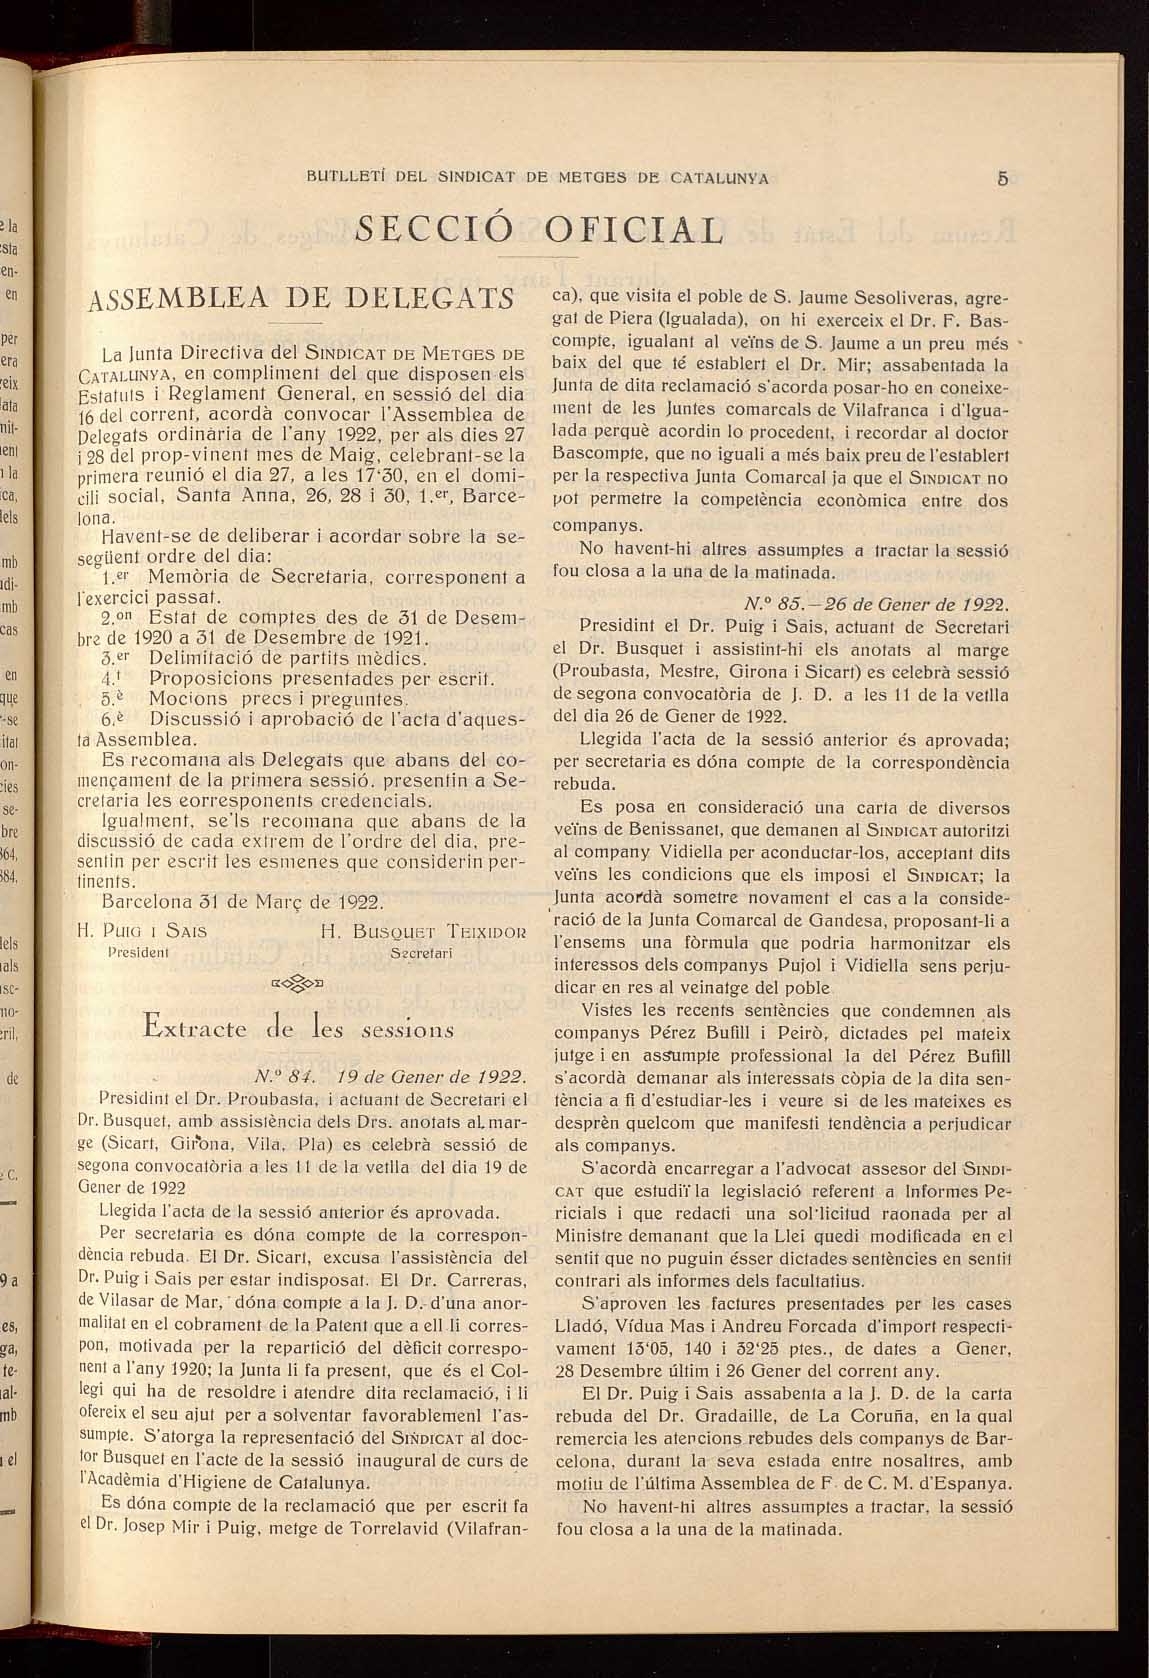 BUTLLETÍ DEL SINDICAT DE METGES DE CATALUNYA 5
SECCIÓ OFICIAL
ASSEMBLEA DE DELEGATS
La Junta Directiva del SINDICAT DE METGES DE
CATALUNYA, en compliment del que disposen els
Estatuts i Reglament General, en sessió del dia
16 del corrent, acordà convocar l'Assemblea de
Delegats ordinària de l'any 1922, per als dies 27
i 28 del prop-vinent mes de Maig, celebrant-se la
primera reunió el dia 27, a les 17'30, en el domi-
cili social, Santa Anna, 26, 28 i 30, 1.er, Barce-
lona.
Havent-se de deliberar i acordar sobre la se-
següent ordre del dia:
1.er Memòria de Secretaria, corresponent a
l'exercici passat.
2.on Estat de comptes des de 31 de Desem-
bre de 1920 a 31 de Desembre de 1921.
3.er Delimitació de partits mèdics.
4.t Proposicions presentades per escrit.
5.è Mocions precs i preguntes.
6.è Discussió i aprobació de l'acta d'aques-
ta Assemblea.
Es recomana als Delegats que abans del co-
mençament de la primera sessió, presentin a Se-
cretaria les eorresponents credencials.
Igualment, se'ls recomana que abans de la
discussió de cada extrem de l'ordre del dia, pre-
sentin per escrit les esmenes que considerin per-
tinents.
Barcelona 31 de Març de 1922.
H. PUIG I SAIS H. BUSQUET TEIXIDOR
President Secretari
Extracte de les sessions
N.º 84. 19 de Gener de 1922.
Presidint el Dr. Proubasta, i actuant de Secretari el
Dr. Busquet, amb assistència dels Drs. anotats al mar-
ge (Sicart, Girona, Vila, Pla) es celebrà sessió de
segona convocatòria a les 11 de la vetlla del dia 19 de
Gener de 1922
Llegida l'acta de la sessió anterior és aprovada.
Per secretaria es dóna compte de la correspon-
dència rebuda. El Dr. Sicart, excusa l'assistència del
Dr. Puig i Sais per estar indisposat. El Dr. Carreras,
de Vilasar de Mar, dóna compte a la J. D. d'una anor-
malitat en el cobrament de la Patent que a ell li corres-
pon, motivada per la repartició del dèficit correspo-
nent a l'any 1920; la Junta li fa present, que és el Col-
legi qui ha de resoldre i atendre dita reclamació, i li
ofereix el seu ajut per a solventar favorablemenl l'as-
sumpte. S'atorga la representació del SINDICAT al doc-
tor Busquet en l'acte de la sessió inaugural de curs de
l'Acadèmia d'Higiene de Catalunya.
Es dóna compte de la reclamació que per escrit fa
el Dr. Josep Mir i Puig, metge de Torrelavid (Vilafran-
ca), que visita el poble de S. Jaume Sesoliveras, agre-
gat de Piera (Igualada), on hi exerceix el Dr. F. Bas-
compte, igualant al veïns de S. Jaume a un preu més
baix del que té establert el Dr. Mir; assabentada la
Junta de dita reclamació s'acorda posar-ho en coneixe-
ment de les Juntes comarcals de Vilafranca i d'Igua-
lada perquè acordin lo procedent, i recordar al doctor
Bascompte, que no iguali a més baix preu de l'establert
per la respectiva Junta Comarcal ja que el SINDICAT no
pot permetre la competència econòmica entre dos
companys.
No havent-hi altres assumptes a tractar la sessió
fou closa a la una de la matinada.
N.º 85.—26 de Gener de 1922.
Presidint el Dr. Puig i Sais, actuant de Secretari
el Dr. Busquet i assistint-hi els anotats al marge
(Proubasta, Mestre, Girona i Sicart) es celebrà sessió
de segona convocatòria de J. D. a les 11 de la vetlla
del dia 26 de Gener de 1922.
Llegida l'acta de la sessió anterior és aprovada;
per secretaria es dóna compte de la correspondència
rebuda.
Es posa en consideració una carta de diversos
veïns de Benissanet, que demanen al SINDICAT autoritzi
al company Vidiella per aconductar-los, acceptant dits
veïns les condicions que els imposi el SINDICAT; la
Junta acordà sometre novament el cas a la conside-
ració de la Junta Comarcal de Gandesa, proposant-li a
l'ensems una fòrmula que podria harmonitzar els
interessos dels companys Pujol i Vidiella sens perju-
dicar en res al veinatge del poble
Vistes les recents sentències que condemnen als
companys Pérez Bufill i Peirò, dictades pel mateix
jutge i en assumpte professional la del Pérez Bufill
s'acordà demanar als interessats còpia de la dita sen-
tència a fi d'estudiar-les i veure si de les mateixes es
desprèn quelcom que manifesti tendència a perjudicar
als companys.
S'acordà encarregar a l'advocat assesor del SINDI-
CAT que estudiï la legislació referent a Informes Pe-
ricials i que redacti una sol·licitud raonada per al
Ministre demanant que la Llei quedi modificada en el
sentit que no puguin ésser dictades sentències en sentit
contrari als informes dels facultatius.
S'aproven les factures presentades per les cases
Lladó, Vídua Mas i Andreu Forcada d'import respecti-
vament 13'05, 140 i 32'25 ptes., de dates a Gener,
28 Desembre últim i 26 Gener del corrent any.
El Dr. Puig i Sais assabenta a la J. D. de la carta
rebuda del Dr. Gradaille, de La Coruña, en la qual
remercia les atencions rebudes dels companys de Bar-
celona, durant la seva estada entre nosaltres, amb
motiu de l'última Assemblea de F. de C. M. d'Espanya.
No havent-hi altres assumptes a tractar, la sessió
fou closa a la una de la matinada.